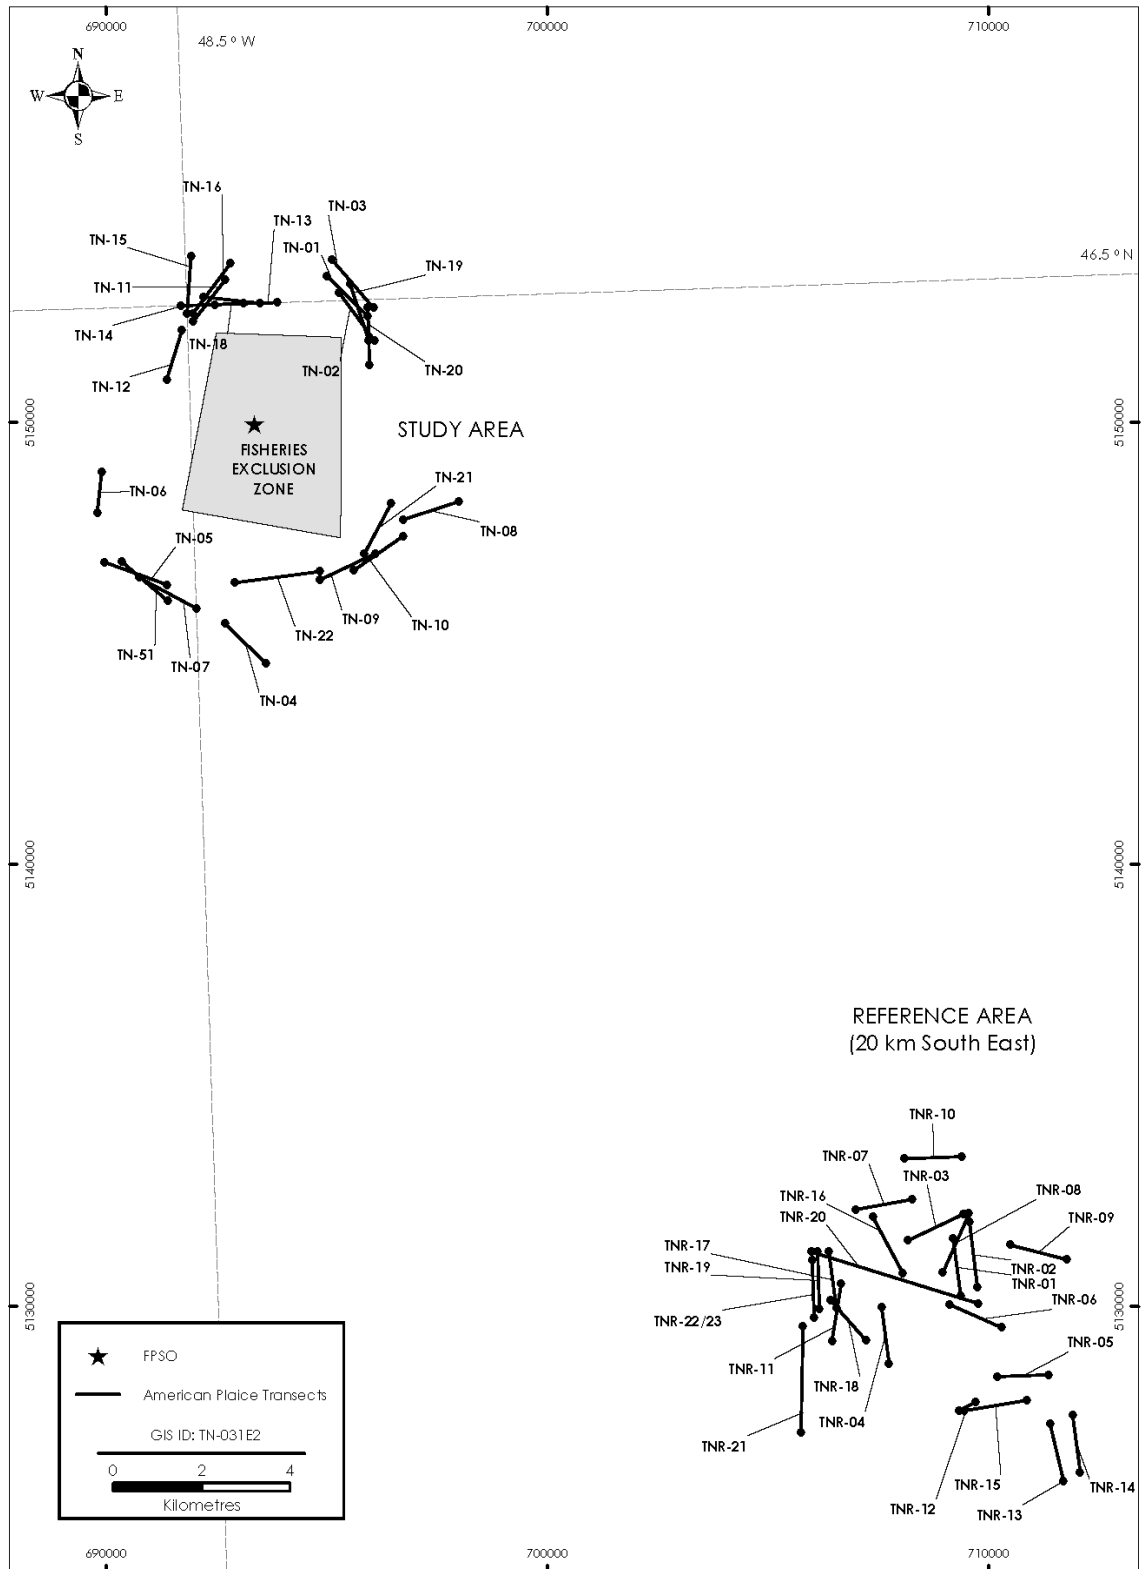 690000
700000
710000
48.5 º W
N
W
E
S
TN-16
TN-03
TN-13
TN-15
TN-01
TN-19
46.5 º N
TN-11
TN-14
TN-18
TN-02
TN-20
TN-12
5150000
STUDY AREA
5150000
FISHERIES
EXCLUSION
ZONE
TN-21
TN-06
TN-08
TN-05
TN-09
TN-10
TN-22
TN-51
TN-07
TN-04
5140000
5140000
REFERENCE AREA
(20 km South East)
TNR-10
TNR-07
TNR-03
TNR-16
TNR-08
TNR-20
TNR-09
TNR-17
TNR-19
TNR-02
TNR-01
TNR-06
5130000
TNR-22/23
5130000
TNR-05
TNR-11
TNR-18
TNR-04
TNR-21
TNR-15
TNR-14
TNR-12
TNR-13
FPSO
American Plaice Transects
GIS ID: TN-031E2
0 2 4
Kilometres
690000
700000
710000